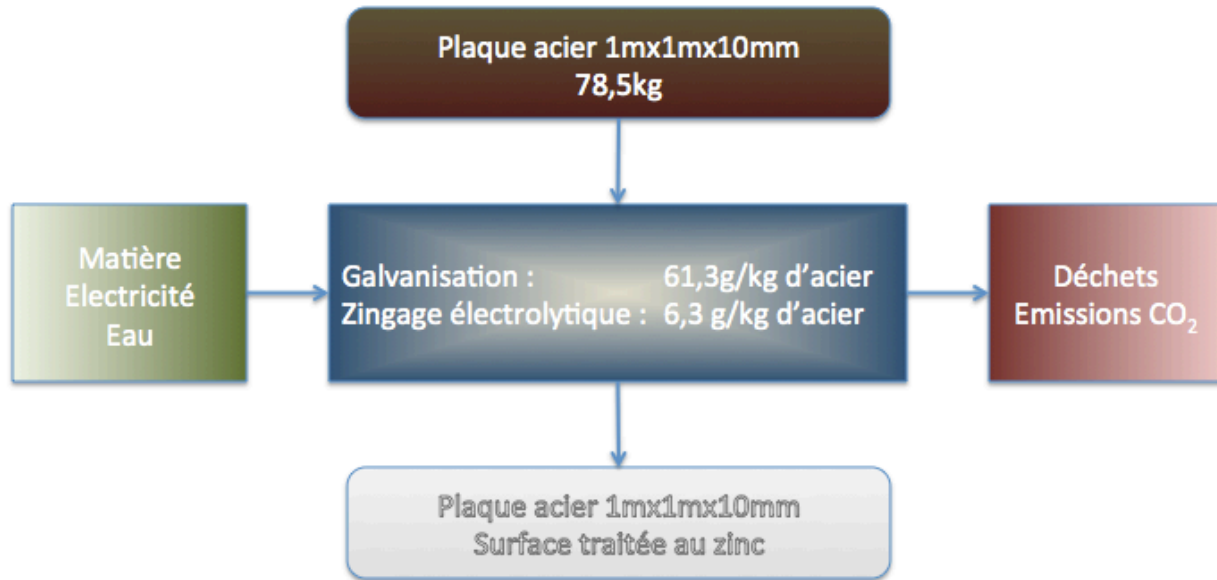 Plaque acier 1mx1mx10mm
78,5kg
Matière
Electricité
Eau
Galvanisation : 61,3g/kg d’acier
Zingage électrolytique : 6,3 g/kg d’acier
Déchets
Emissions CO₂
Plaque acier 1mx1mx10mm
Surface traitée au zinc